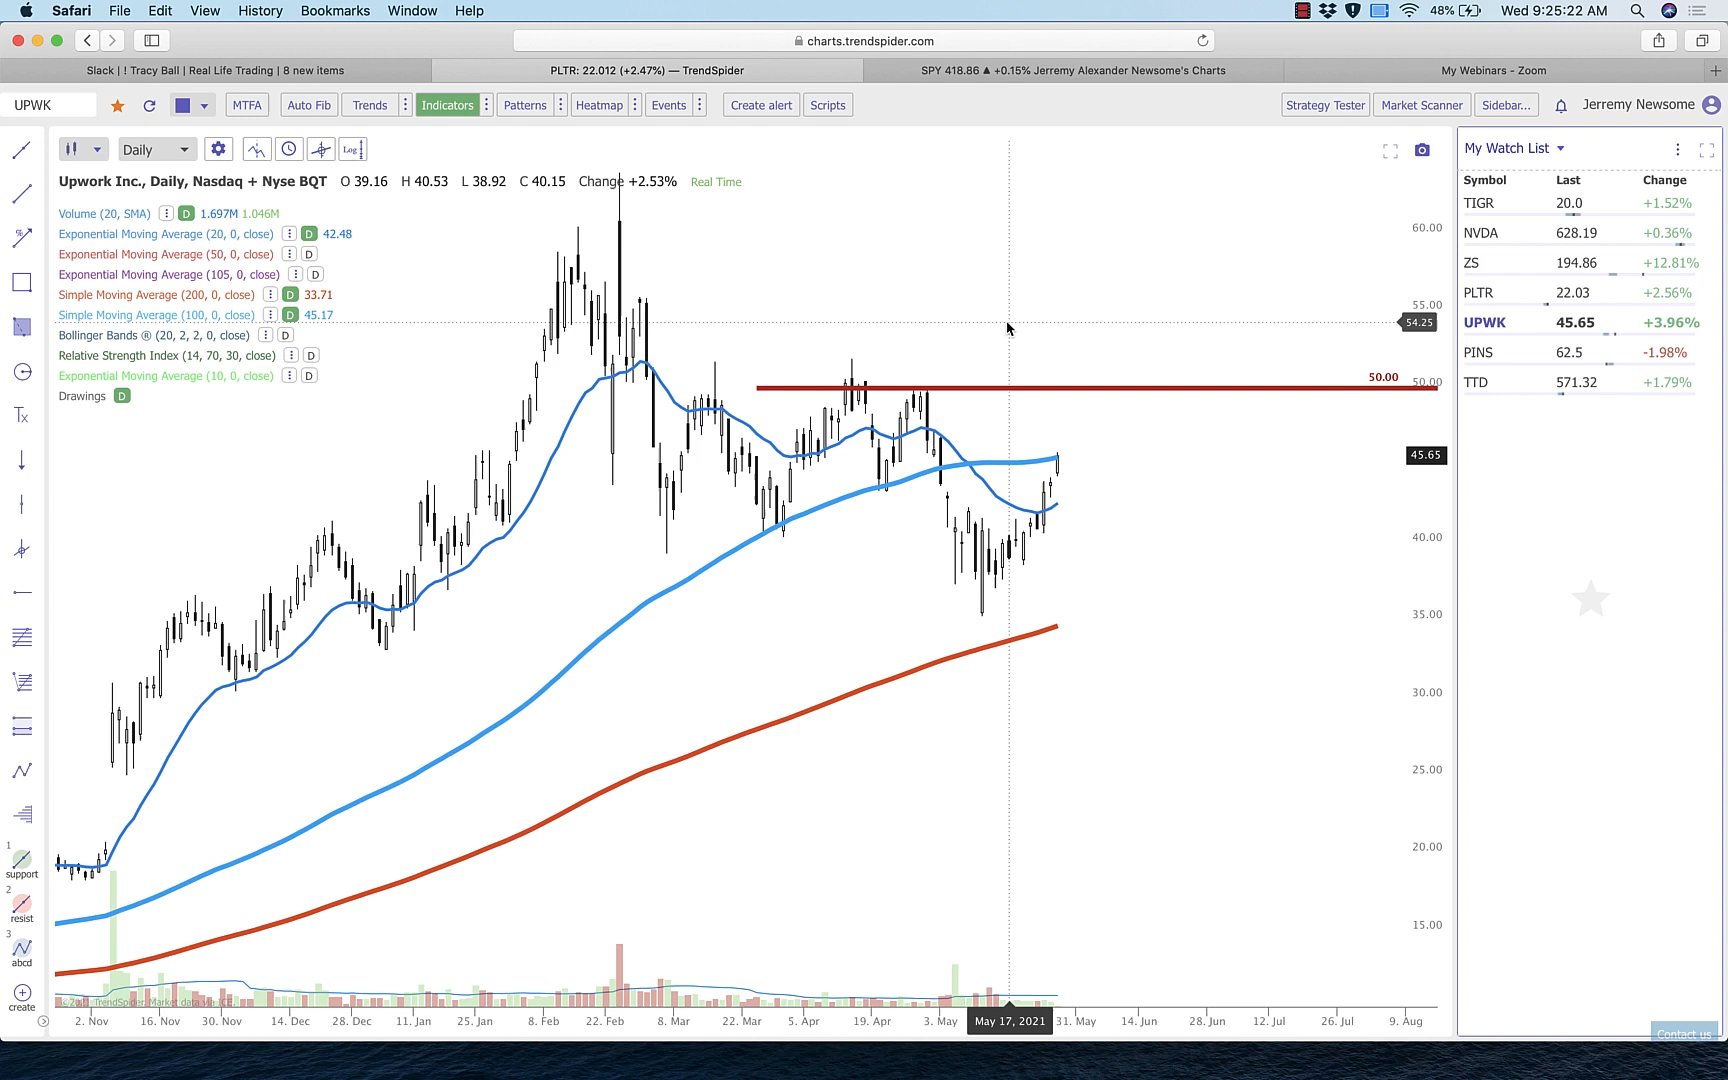 Safari File Edit View History Bookmarks Window Help 48% Wed 9:25:22 AM
charts.trendspider.com
Slack | ! Tracy Ball | Real Life Trading | 8 new items PLTR: 22.012 (+2.47%) — TrendSpider SPY 418.86 ▲ +0.15% Jerremy Alexander Newsome's Charts My Webinars - Zoom
UPWK MTFA Auto Fib Trends Indicators Patterns Heatmap Events Create alert Scripts Strategy Tester Market Scanner Sidebar... Jerremy Newsome
Daily Log
Upwork Inc., Daily, Nasdaq + Nyse BQT O 39.16 H 40.53 L 38.92 C 40.15 Change +2.53% Real Time
Volume (20, SMA) D 1.697M 1.046M
Exponential Moving Average (20, 0, close) D 42.48
Exponential Moving Average (50, 0, close) D
Exponential Moving Average (105, 0, close) D
Simple Moving Average (200, 0, close) D 33.71
Simple Moving Average (100, 0, close) D 45.17
Bollinger Bands ® (20, 2, 2, 0, close) D
Relative Strength Index (14, 70, 30, close) D
Exponential Moving Average (10, 0, close) D
Drawings D
60.00
55.00
54.25
50.00
50.00
45.65
40.00
35.00
30.00
25.00
20.00
15.00
My Watch List
Symbol Last Change
TIGR 20.0 +1.52%
NVDA 628.19 +0.36%
ZS 194.86 +12.81%
PLTR 22.03 +2.56%
UPWK 45.65 +3.96%
PINS 62.5 -1.98%
TTD 571.32 +1.79%
%
Tx
1
support
2
resist
3
abcd
create
© 2021 TrendSpider. Market data via ICE
2. Nov 16. Nov 30. Nov 14. Dec 28. Dec 11. Jan 25. Jan 8. Feb 22. Feb 8. Mar 22. Mar 5. Apr 19. Apr 3. May May 17, 2021 31. May 14. Jun 28. Jun 12. Jul 26. Jul 9. Aug
Contact us